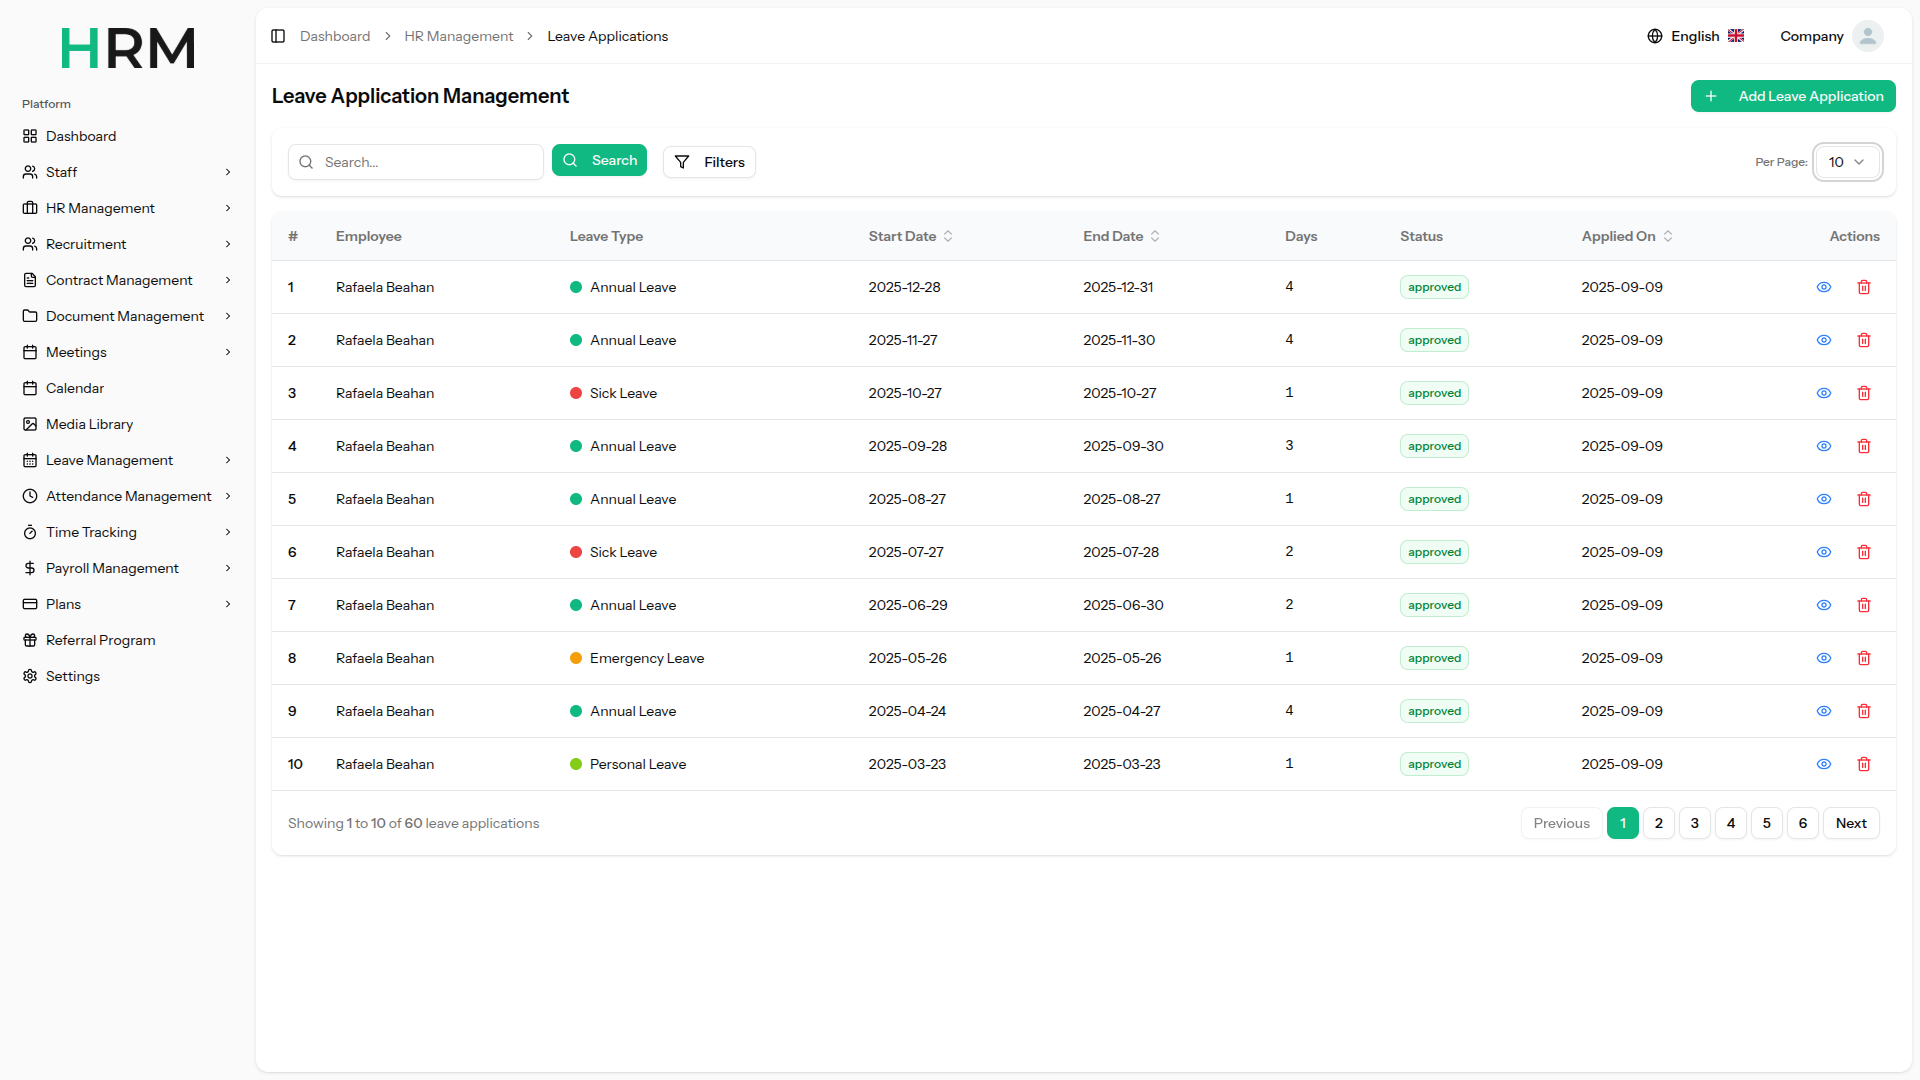 HRM
Platform
Dashboard
Staff
HR Management
Recruitment
Contract Management
Document Management
Meetings
Calendar
Media Library
Leave Management
Attendance Management
Time Tracking
Payroll Management
Plans
Referral Program
Settings
Dashboard HR Management Leave Applications
English Company
Leave Application Management
Add Leave Application
Search... Search Filters Per Page: 10
# Employee Leave Type Start Date End Date Days Status Applied On Actions
1 Rafaela Beahan Annual Leave 2025-12-28 2025-12-31 4 approved 2025-09-09
2 Rafaela Beahan Annual Leave 2025-11-27 2025-11-30 4 approved 2025-09-09
3 Rafaela Beahan Sick Leave 2025-10-27 2025-10-27 1 approved 2025-09-09
4 Rafaela Beahan Annual Leave 2025-09-28 2025-09-30 3 approved 2025-09-09
5 Rafaela Beahan Annual Leave 2025-08-27 2025-08-27 1 approved 2025-09-09
6 Rafaela Beahan Sick Leave 2025-07-27 2025-07-28 2 approved 2025-09-09
7 Rafaela Beahan Annual Leave 2025-06-29 2025-06-30 2 approved 2025-09-09
8 Rafaela Beahan Emergency Leave 2025-05-26 2025-05-26 1 approved 2025-09-09
9 Rafaela Beahan Annual Leave 2025-04-24 2025-04-27 4 approved 2025-09-09
10 Rafaela Beahan Personal Leave 2025-03-23 2025-03-23 1 approved 2025-09-09
Showing 1 to 10 of 60 leave applications
Previous 1 2 3 4 5 6 Next